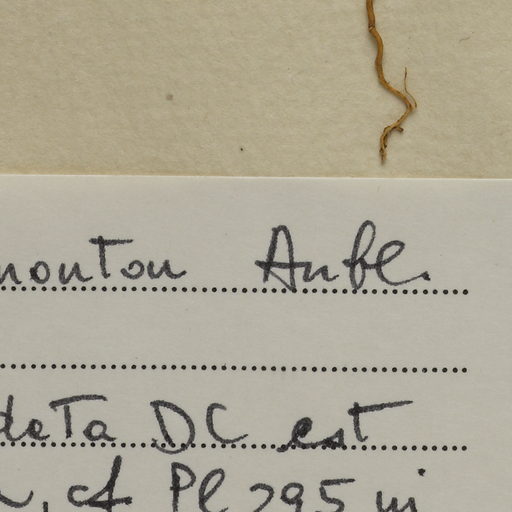 monton Aubl.
deta DC est
, cf Pl 295 in